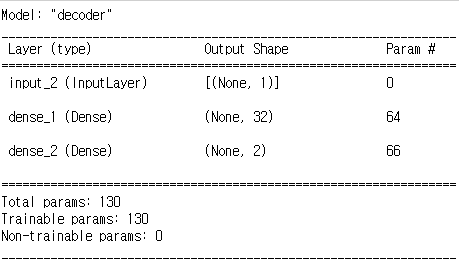 Model: "decoder"
_________________________________________________________________
Layer (type) Output Shape Param #
=================================================================
input_2 (InputLayer) [(None, 1)] 0
dense_1 (Dense) (None, 32) 64
dense_2 (Dense) (None, 2) 66
=================================================================
Total params: 130
Trainable params: 130
Non-trainable params: 0
_________________________________________________________________